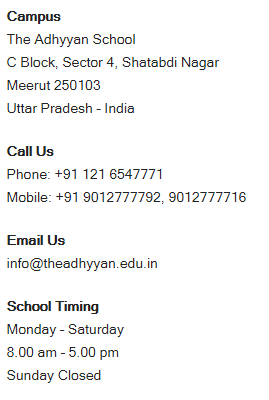 Campus
The Adhyyan School
C Block, Sector 4, Shatabdi Nagar
Meerut 250103
Uttar Pradesh - India
Call Us
Phone: +91 121 6547771
Mobile: +91 9012777792, 9012777716
Email Us
info@theadhyyan.edu.in
School Timing
Monday - Saturday
8.00 am - 5.00 pm
Sunday Closed